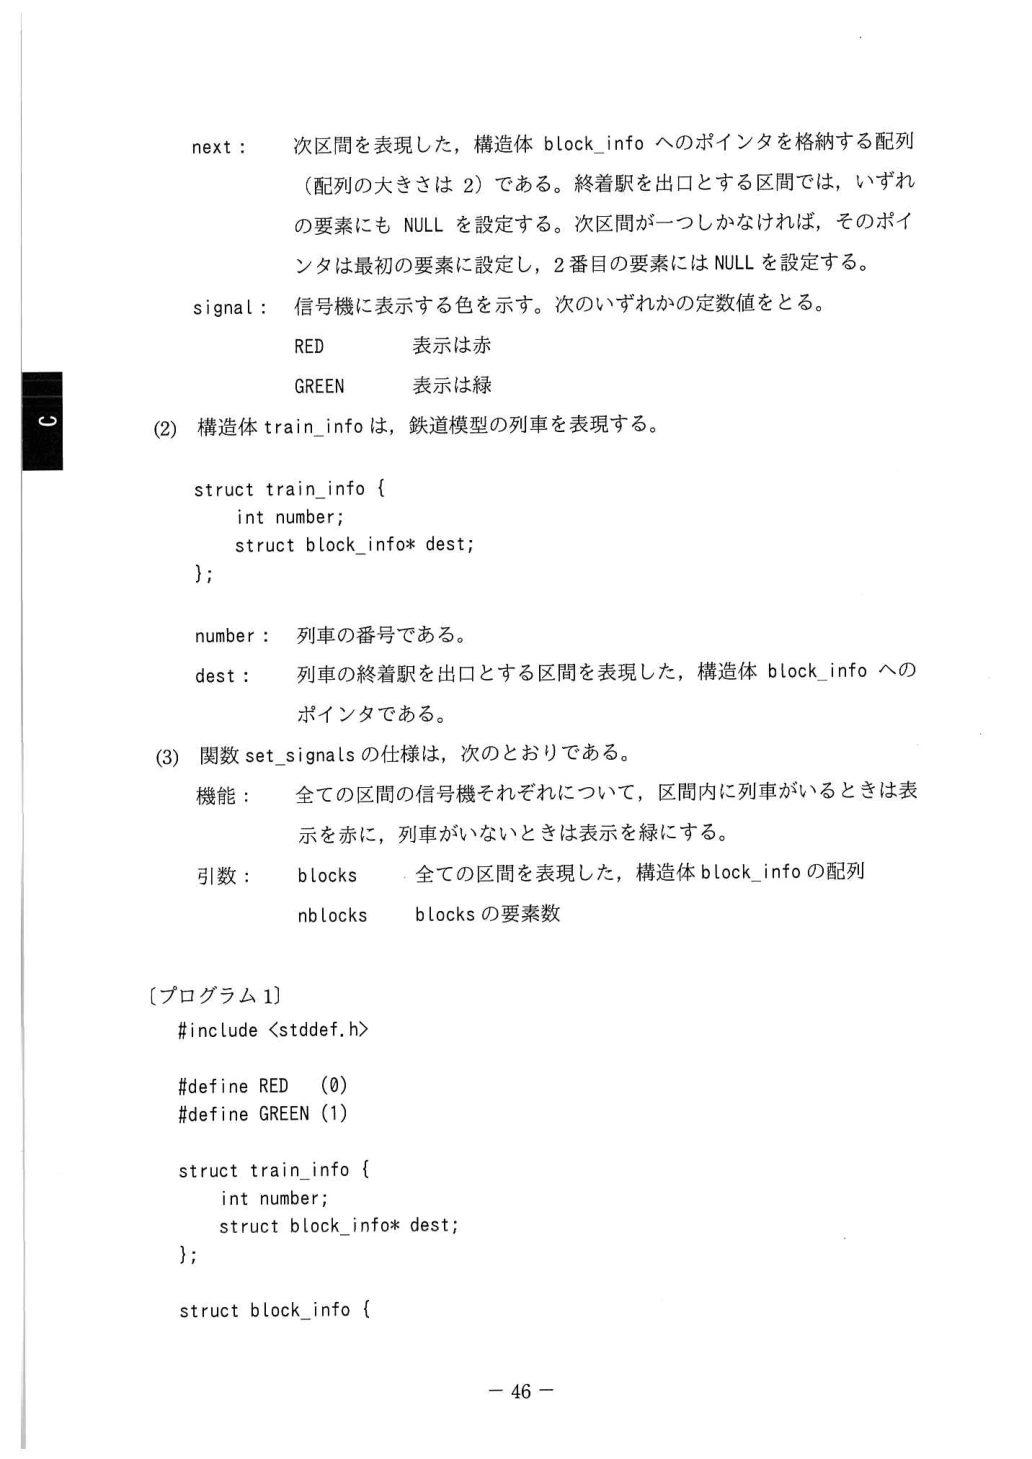 next： 次区間を表現した，構造体 block_info へのポインタを格納する配列
（配列の大きさは 2）である。終着駅を出口とする区間では，いずれ
の要素にも NULL を設定する。次区間が一つしかなければ，そのポイ
ンタは最初の要素に設定し，2 番目の要素には NULL を設定する。
signal： 信号機に表示する色を示す。次のいずれかの定数値をとる。
RED 表示は赤
GREEN 表示は緑
C
(2) 構造体 train_info は，鉄道模型の列車を表現する。
struct train_info {
    int number;
    struct block_info* dest;
};
number： 列車の番号である。
dest： 列車の終着駅を出口とする区間を表現した，構造体 block_info への
ポインタである。
(3) 関数 set_signals の仕様は，次のとおりである。
機能： 全ての区間の信号機それぞれについて，区間内に列車がいるときは表
示を赤に，列車がいないときは表示を緑にする。
引数： blocks 全ての区間を表現した，構造体 block_info の配列
nblocks blocks の要素数
〔プログラム 1〕
#include <stddef.h>
#define RED (0)
#define GREEN (1)
struct train_info {
    int number;
    struct block_info* dest;
};
struct block_info {
— 46 —